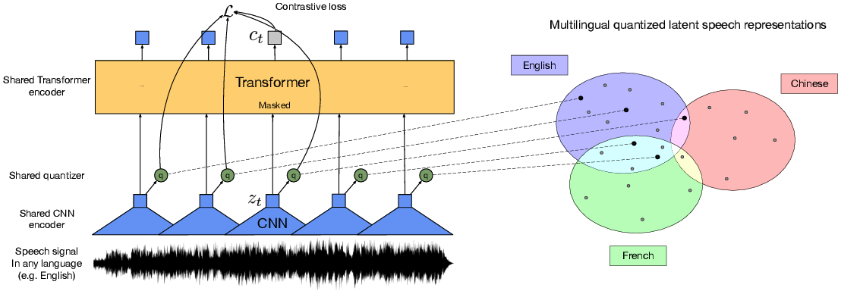 Contrastive loss
Multilingual quantized latent speech representations
ℒ
c_t
English
Chinese
Shared Transformer
encoder
Transformer
Masked
...
...
Shared quantizer
q
q
q
q
q
z_t
Shared CNN
encoder
CNN
Speech signal
In any language
(e.g. English)
French